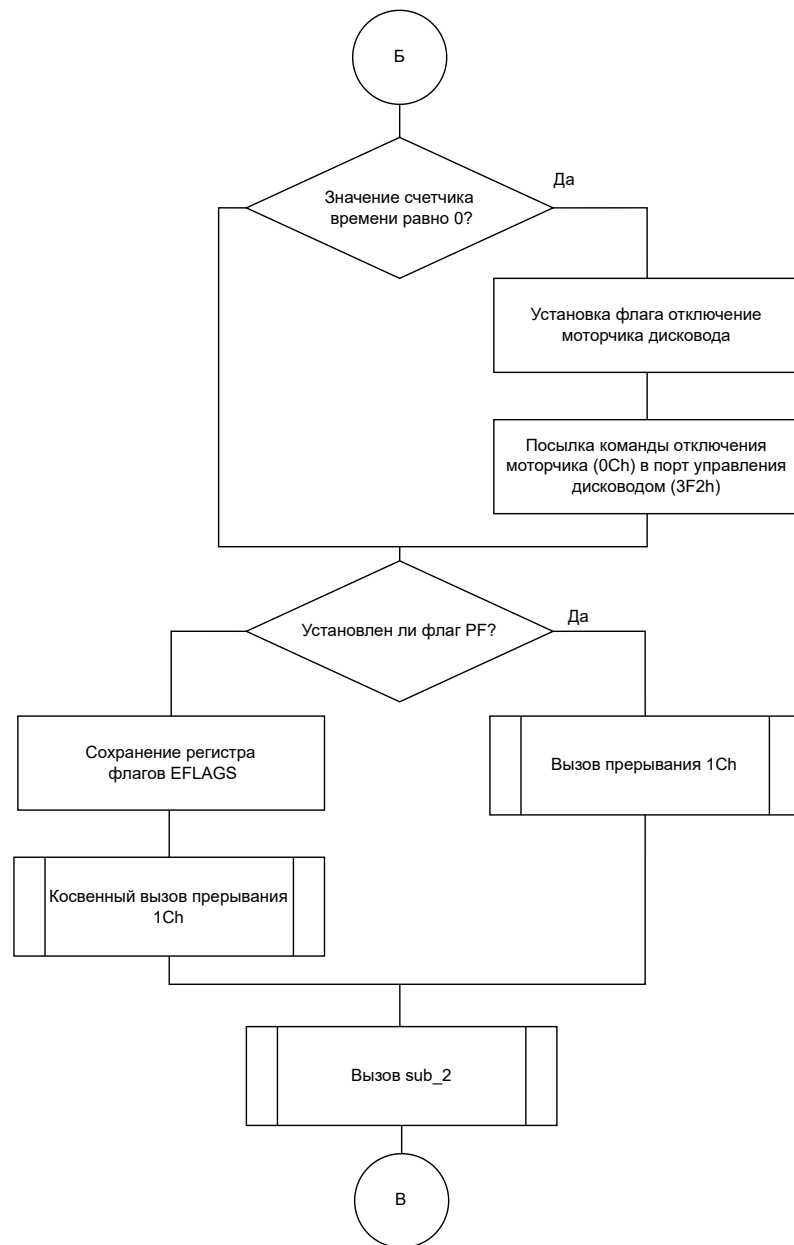 Б
Значение счетчика
времени равно 0?
Да
Установка флага отключение
моторчика дисковода
Посылка команды отключения
моторчика (0Ch) в порт управления
дисководом (3F2h)
Установлен ли флаг PF?
Да
Сохранение регистра
флагов EFLAGS
Вызов прерывания 1Ch
Косвенный вызов прерывания
1Ch
Вызов sub_2
В